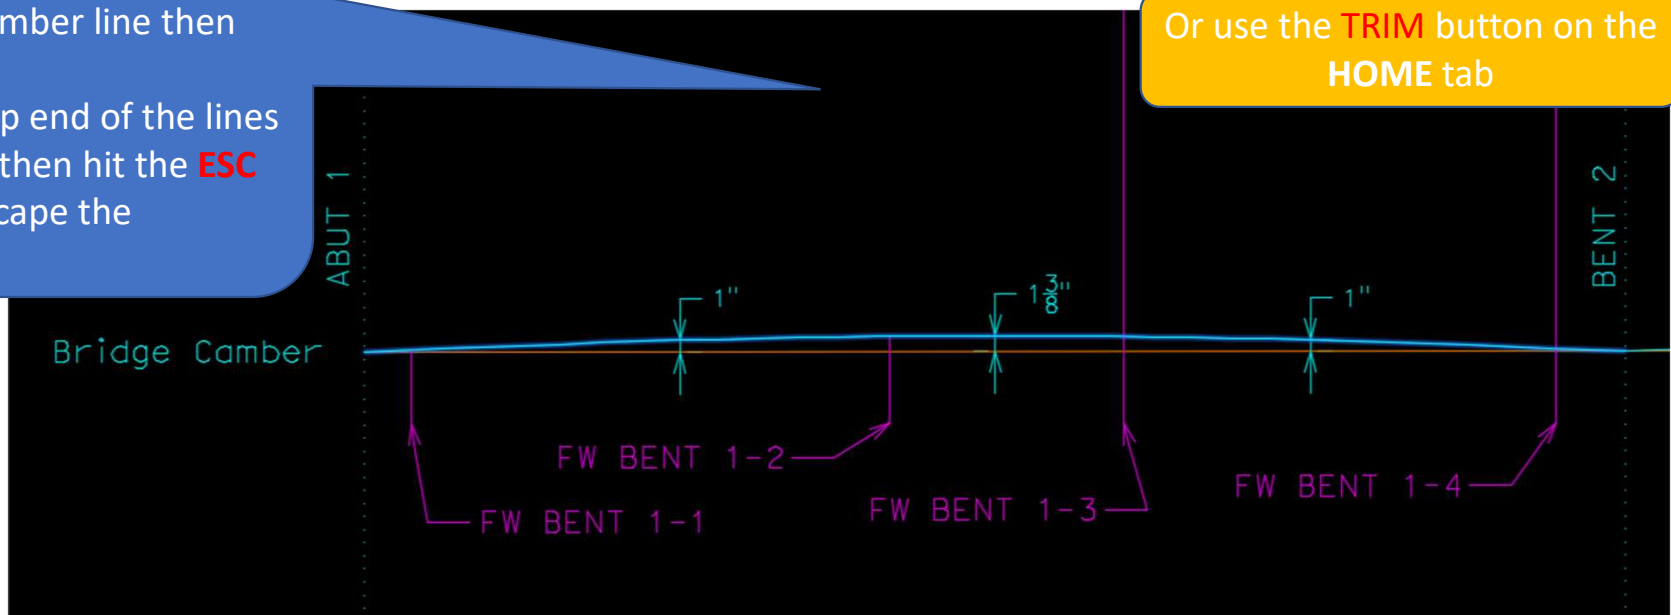 mber line then
p end of the lines
then hit the ESC
cape the
Or use the TRIM button on the
HOME tab
ABUT 1
BENT 2
1"
1 3/8"
1"
Bridge Camber
FW BENT 1-2
FW BENT 1-4
FW BENT 1-3
FW BENT 1-1